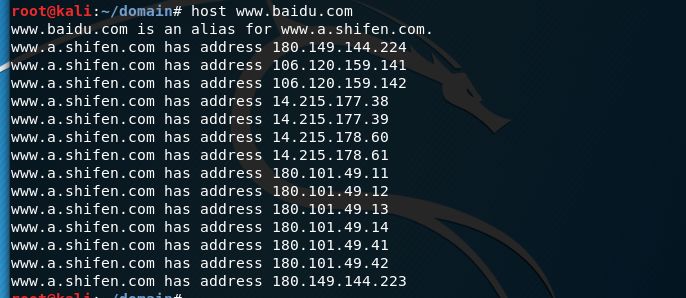 root@kali:~/domain# host www.baidu.com
www.baidu.com is an alias for www.a.shifen.com.
www.a.shifen.com has address 180.149.144.224
www.a.shifen.com has address 106.120.159.141
www.a.shifen.com has address 106.120.159.142
www.a.shifen.com has address 14.215.177.38
www.a.shifen.com has address 14.215.177.39
www.a.shifen.com has address 14.215.178.60
www.a.shifen.com has address 14.215.178.61
www.a.shifen.com has address 180.101.49.11
www.a.shifen.com has address 180.101.49.12
www.a.shifen.com has address 180.101.49.13
www.a.shifen.com has address 180.101.49.14
www.a.shifen.com has address 180.101.49.41
www.a.shifen.com has address 180.101.49.42
www.a.shifen.com has address 180.149.144.223
root@kali:~/domain#